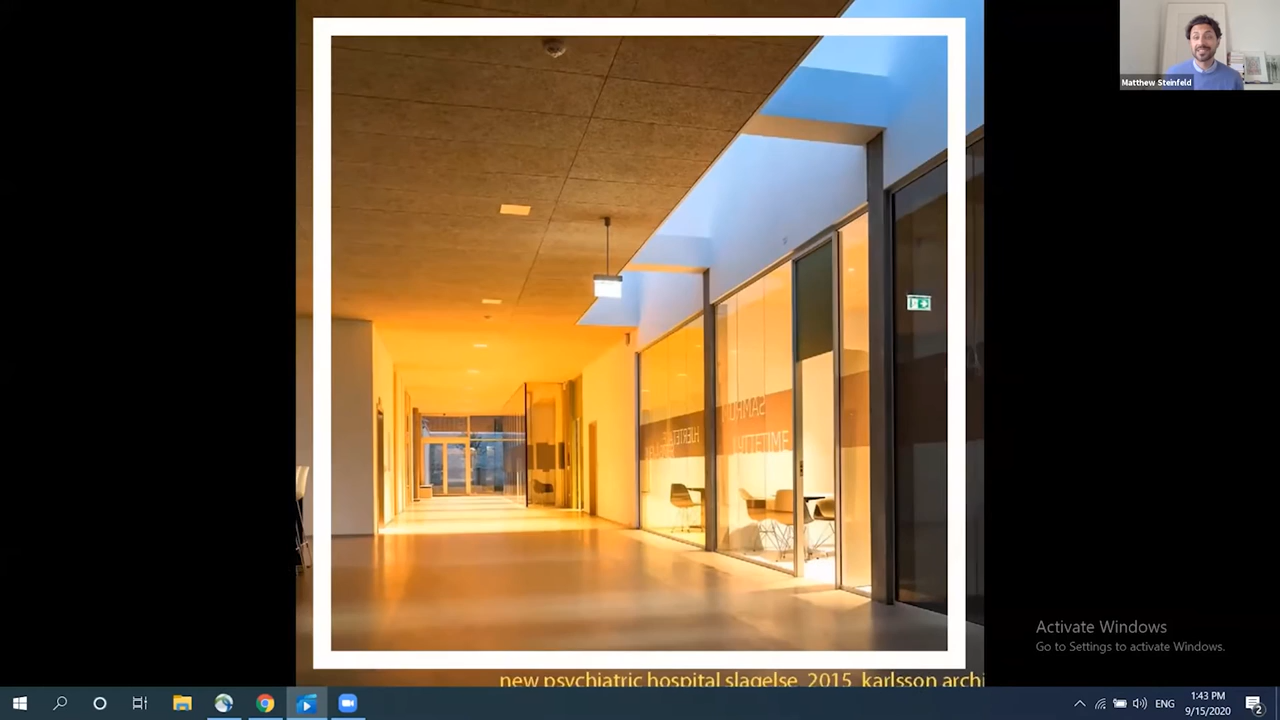 Matthew Steinfeld
Activate Windows
Go to Settings to activate Windows.
new psychiatric hospital slagelse 2015 karlsson archi
ENG
1:43 PM
9/15/2020
2